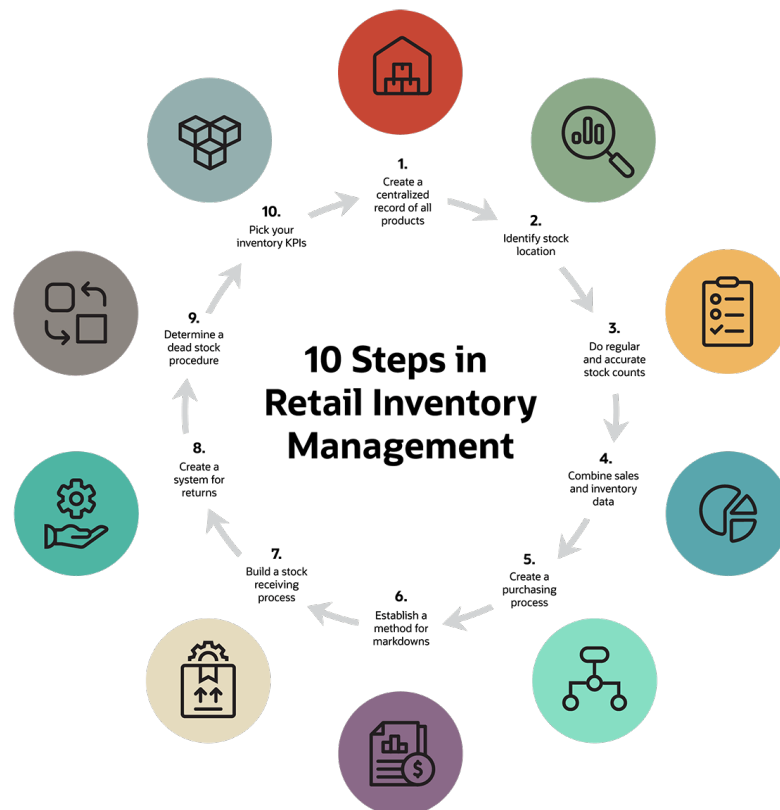 1.
Create a
centralized
record of all
products
2.
Identify stock
location
3.
Do regular
and accurate
stock counts
4.
Combine sales
and inventory
data
5.
Create a
purchasing
process
6.
Establish a
method for
markdowns
7.
Build a stock
receiving
process
8.
Create a
system for
returns
9.
Determine a
dead stock
procedure
10.
Pick your
inventory KPIs
10 Steps in
Retail Inventory
Management
$